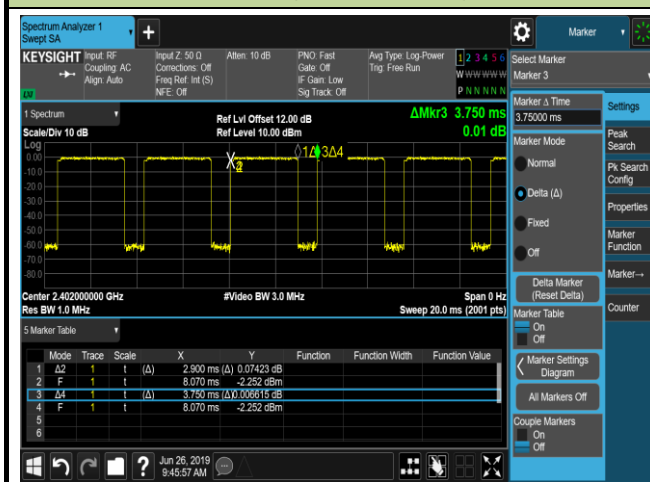 Spectrum Analyzer 1
Swept SA
+
Marker
KEYSIGHT
Input: RF
Coupling: AC
Align: Auto
Input Z: 50 Ω
Corrections: Off
Freq Ref: Int (S)
NFE: Off
Atten: 10 dB
PNO: Fast
Gate: Off
IF Gain: Low
Sig Track: Off
Avg Type: Log-Power
Trig: Free Run
1 2 3 4 5 6
W W W W W W
P N N N N N
LXI
Select Marker
Marker 3
1 Spectrum
Scale/Div 10 dB
Log
Ref Lvl Offset 12.00 dB
Ref Level 10.00 dBm
ΔMkr3 3.750 ms
0.01 dB
0.00
-10.0
-20.0
-30.0
-40.0
-50.0
-60.0
-70.0
-80.0
1Δ2
3Δ4
Center 2.402000000 GHz
Res BW 1.0 MHz
#Video BW 3.0 MHz
Span 0 Hz
Sweep 20.0 ms (2001 pts)
5 Marker Table
Mode Trace Scale X Y Function Function Width Function Value
1 Δ2 1 t (Δ) 2.900 ms (Δ) 0.07423 dB
2 F 1 t 8.070 ms -2.252 dBm
3 Δ4 1 t (Δ) 3.750 ms (Δ) 0.006615 dB
4 F 1 t 8.070 ms -2.252 dBm
5
6
Marker Δ Time
3.75000 ms
Marker Mode
Normal
Delta (Δ)
Fixed
Off
Delta Marker
(Reset Delta)
Marker Table
On
Off
Marker Settings
Diagram
All Markers Off
Couple Markers
On
Off
Settings
Peak
Search
Pk Search
Config
Properties
Marker
Function
Marker→
Counter
?
Jun 26, 2019
9:45:57 AM